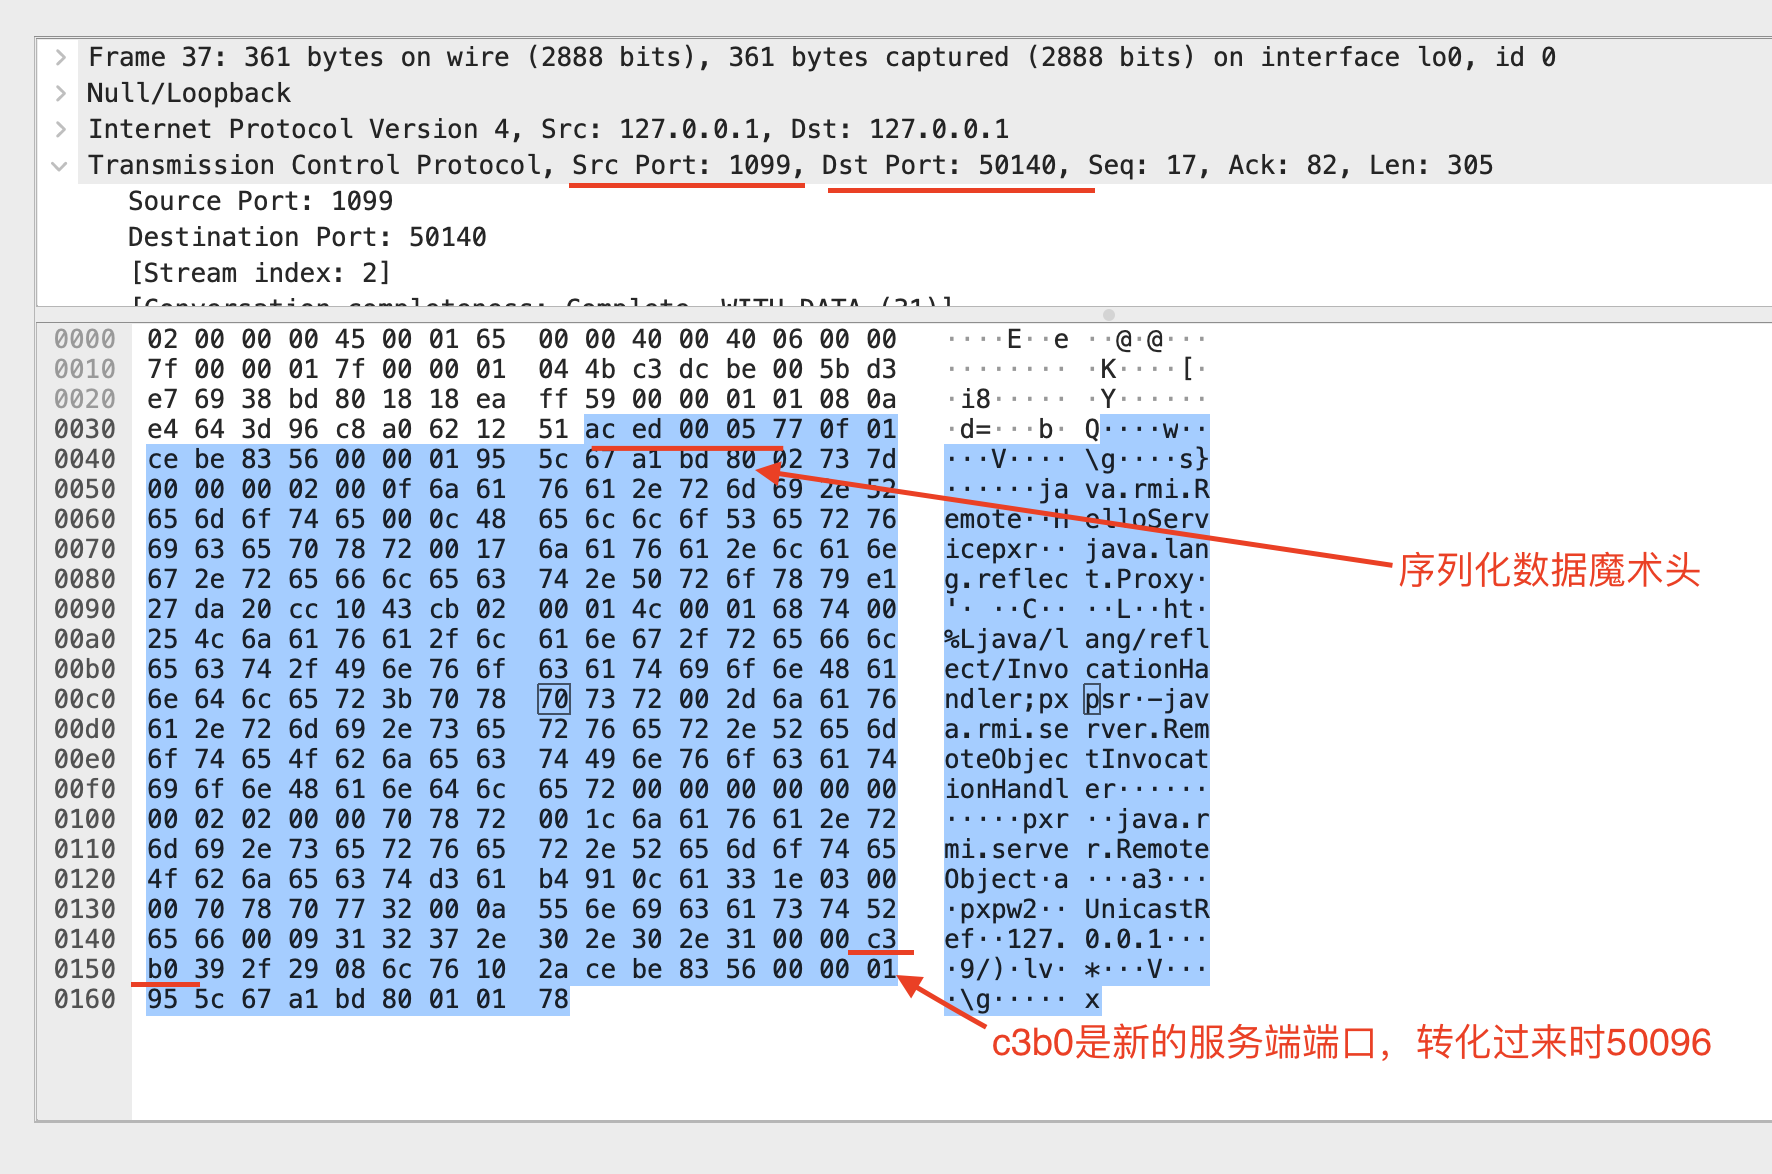 Frame 37: 361 bytes on wire (2888 bits), 361 bytes captured (2888 bits) on interface lo0, id 0
Null/Loopback
Internet Protocol Version 4, Src: 127.0.0.1, Dst: 127.0.0.1
Transmission Control Protocol, Src Port: 1099, Dst Port: 50140, Seq: 17, Ack: 82, Len: 305
Source Port: 1099
Destination Port: 50140
[Stream index: 2]
[Conversation completeness: Complete, WITH_DATA (31)]
0000 02 00 00 00 45 00 01 65 00 00 40 00 40 06 00 00 ····E··e ··@·@···
0010 7f 00 00 01 7f 00 00 01 04 4b c3 dc be 00 5b d3 ········ ·K····[·
0020 e7 69 38 bd 80 18 18 ea ff 59 00 00 01 01 08 0a ·i8····· ·Y······
0030 e4 64 3d 96 c8 a0 62 12 51 ac ed 00 05 77 0f 01 ·d=···b· Q····w··
0040 ce be 83 56 00 00 01 95 5c 67 a1 bd 80 02 73 7d ···V···· \g····s}
0050 00 00 00 02 00 0f 6a 61 76 61 2e 72 6d 69 2e 52 ······ja va.rmi.R
0060 65 6d 6f 74 65 00 0c 48 65 6c 6c 6f 53 65 72 76 emote··H elloServ
0070 69 63 65 70 78 72 00 17 6a 61 76 61 2e 6c 61 6e icepxr·· java.lan
0080 67 2e 72 65 66 6c 65 63 74 2e 50 72 6f 78 79 e1 g.reflec t.Proxy·
0090 27 da 20 cc 10 43 cb 02 00 01 4c 00 01 68 74 00 '· ··C·· ··L··ht·
00a0 25 4c 6a 61 76 61 2f 6c 61 6e 67 2f 72 65 66 6c %Ljava/l ang/refl
00b0 65 63 74 2f 49 6e 76 6f 63 61 74 69 6f 6e 48 61 ect/Invo cationHa
00c0 6e 64 6c 65 72 3b 70 78 70 73 72 00 2d 6a 61 76 ndler;px psr·-jav
00d0 61 2e 72 6d 69 2e 73 65 72 76 65 72 2e 52 65 6d a.rmi.se rver.Rem
00e0 6f 74 65 4f 62 6a 65 63 74 49 6e 76 6f 63 61 74 oteObjec tInvocat
00f0 69 6f 6e 48 61 6e 64 6c 65 72 00 00 00 00 00 00 ionHandl er······
0100 00 02 02 00 00 70 78 72 00 1c 6a 61 76 61 2e 72 ·····pxr ··java.r
0110 6d 69 2e 73 65 72 76 65 72 2e 52 65 6d 6f 74 65 mi.serve r.Remote
0120 4f 62 6a 65 63 74 d3 61 b4 91 0c 61 33 1e 03 00 Object·a ···a3···
0130 00 70 78 70 77 32 00 0a 55 6e 69 63 61 73 74 52 ·pxpw2·· UnicastR
0140 65 66 00 09 31 32 37 2e 30 2e 30 2e 31 00 00 c3 ef··127. 0.0.1···
0150 b0 39 2f 29 08 6c 76 10 2a ce be 83 56 00 00 01 ·9/)·lv· *···V···
0160 95 5c 67 a1 bd 80 01 01 78 ·\g····· x
序列化数据魔术头
c3b0是新的服务端端口，转化过来时50096